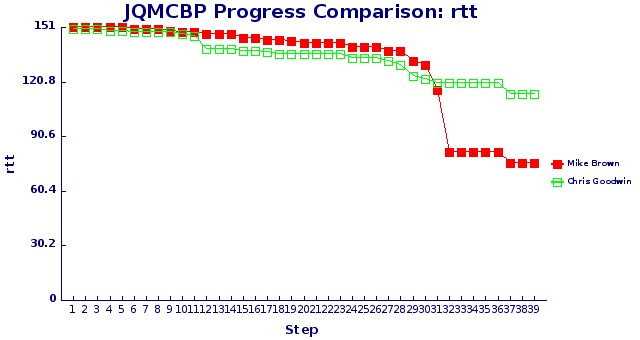 JQMCBP Progress Comparison: rtt
151
120.8
90.6
60.4
30.2
0
rtt
1 2 3 4 5 6 7 8 9 10 11 12 13 14 15 16 17 18 19 20 21 22 23 24 25 26 27 28 29 30 31 32 33 34 35 36 37 38 39
Step
Mike Brown
Chris Goodwin